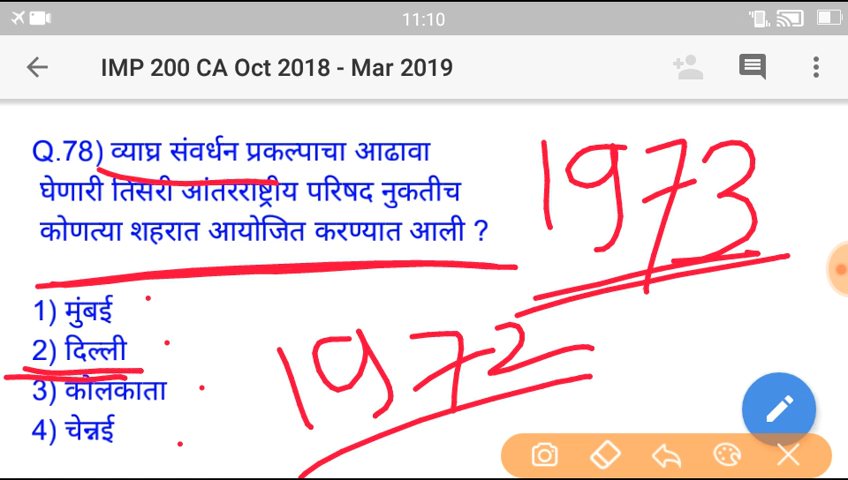 11:10
IMP 200 CA Oct 2018 - Mar 2019
Q.78) व्याघ्र संवर्धन प्रकल्पाचा आढावा
घेणारी तिसरी आंतरराष्ट्रीय परिषद नुकतीच
कोणत्या शहरात आयोजित करण्यात आली ?
1973
1) मुंबई
2) दिल्ली
3) कोलकाता
4) चेन्नई
1972